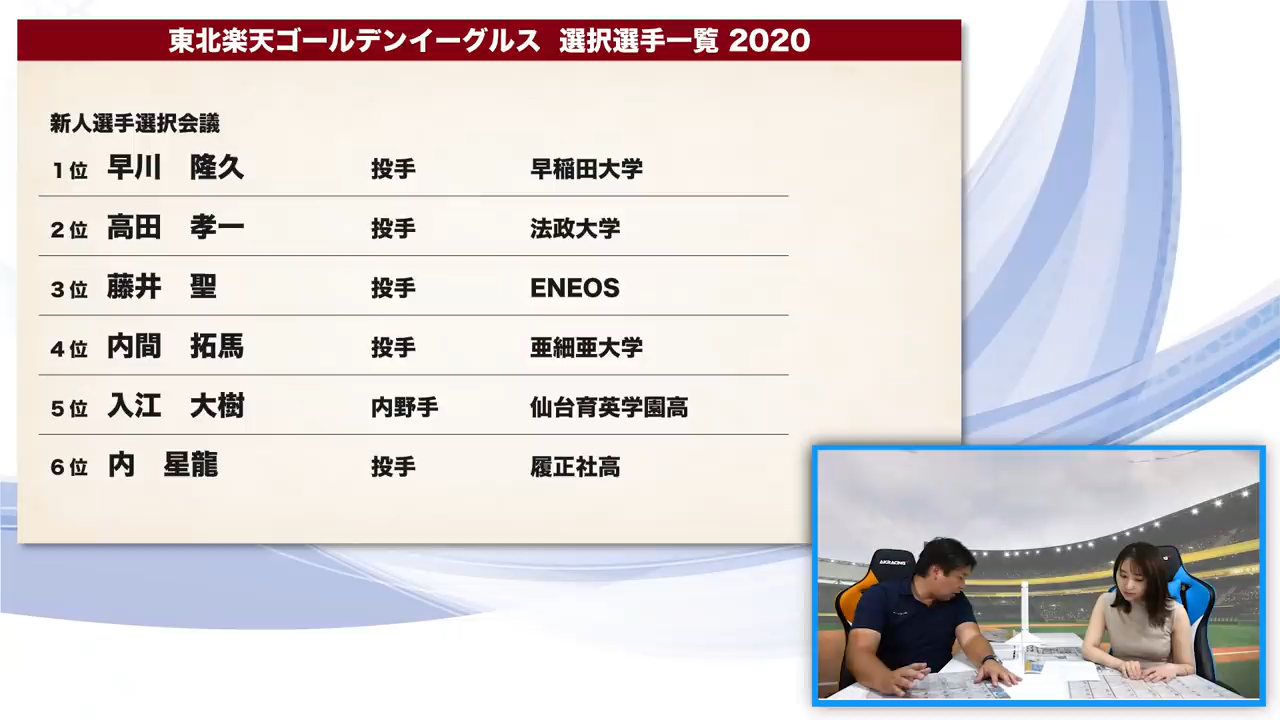 東北楽天ゴールデンイーグルス 選択選手一覧 2020
新人選手選択会議
1位 早川 隆久 投手 早稲田大学
2位 高田 孝一 投手 法政大学
3位 藤井 聖 投手 ENEOS
4位 内間 拓馬 投手 亜細亜大学
5位 入江 大樹 内野手 仙台育英学園高
6位 内 星龍 投手 履正社高
AKRACING